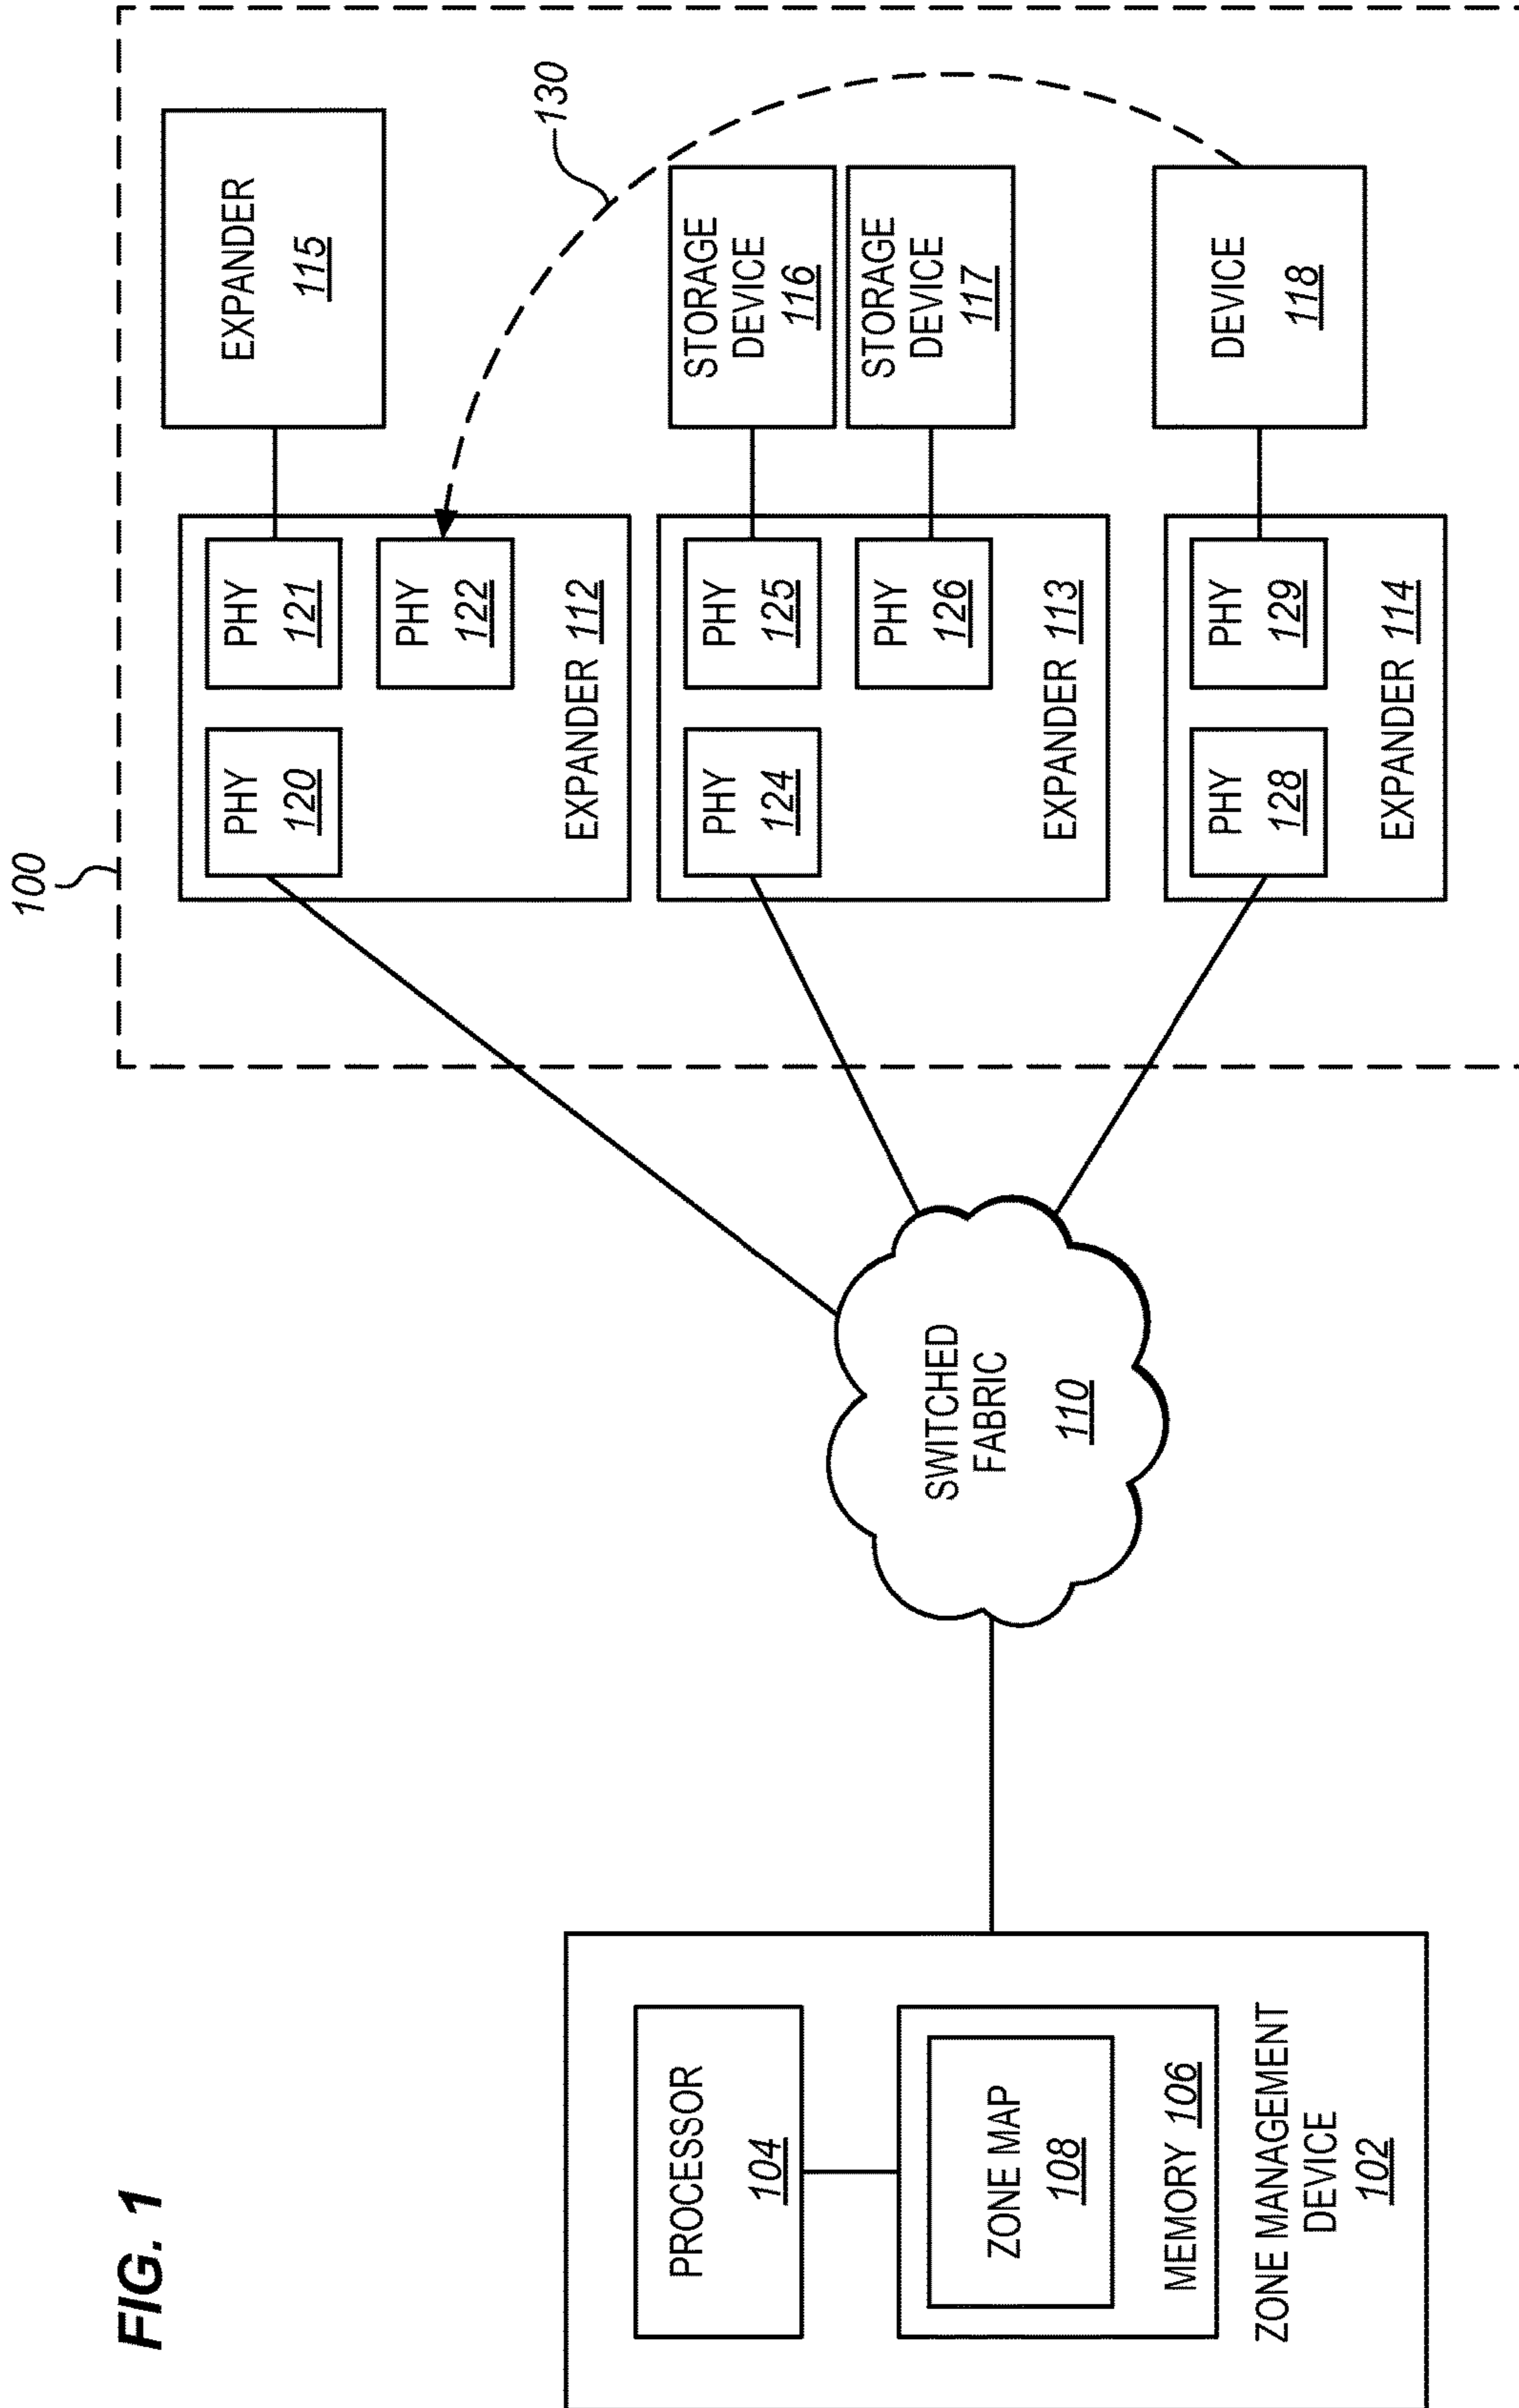 FIG. 1
PROCESSOR
104
ZONE MAP
108
MEMORY 106
ZONE MANAGEMENT
DEVICE
102
SWITCHED
FABRIC
110
100
PHY
120
PHY
121
PHY
122
EXPANDER 112
EXPANDER
115
130
PHY
124
PHY
125
PHY
126
EXPANDER 113
STORAGE
DEVICE
116
STORAGE
DEVICE
117
PHY
128
PHY
129
EXPANDER 114
DEVICE
118